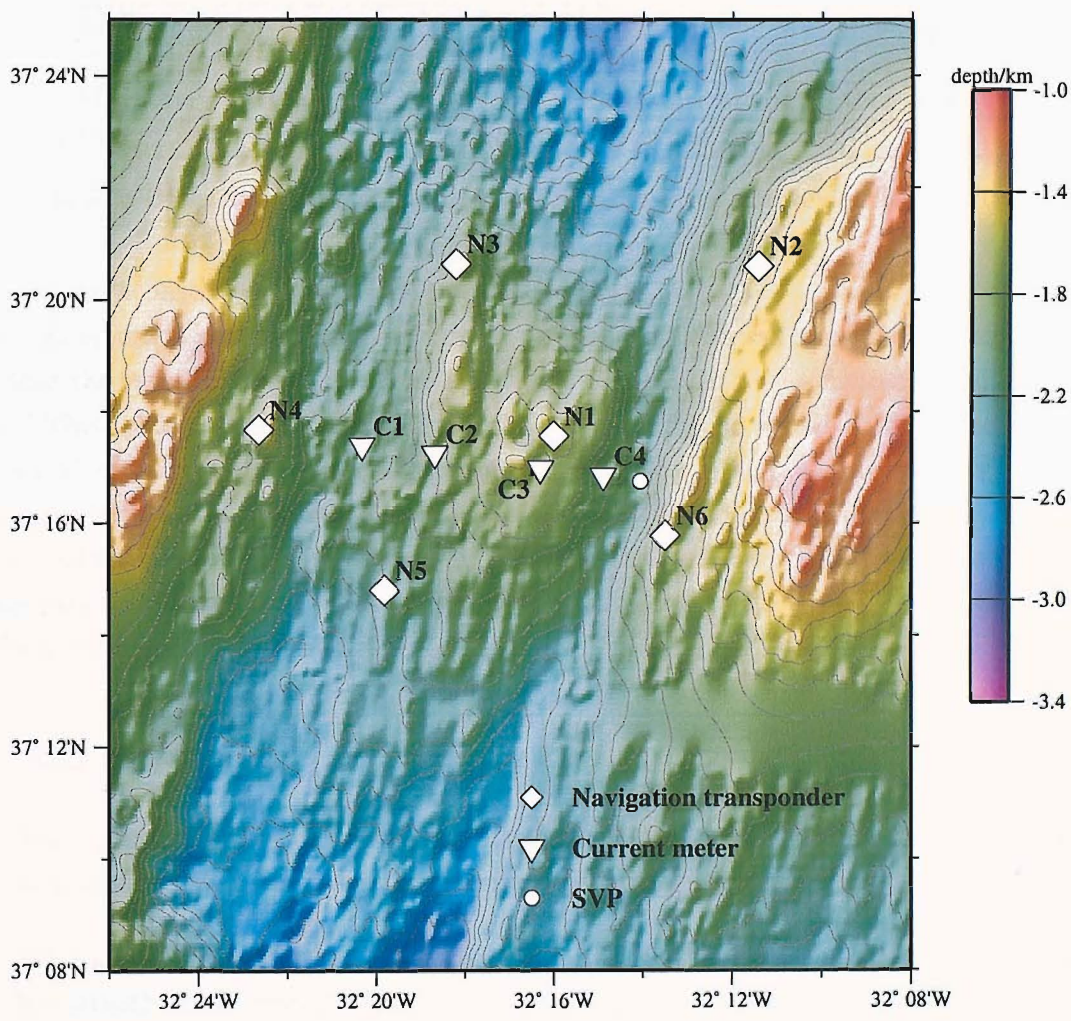 37° 24'N
depth/km
-1.0
-1.4
N3
N2
37° 20'N
-1.8
-2.2
N4
C1
N1
C2
C4
C3
-2.6
37° 16'N
N6
N5
-3.0
-3.4
37° 12'N
Navigation transponder
Current meter
SVP
37° 08'N
32° 24'W
32° 20'W
32° 16'W
32° 12'W
32° 08'W